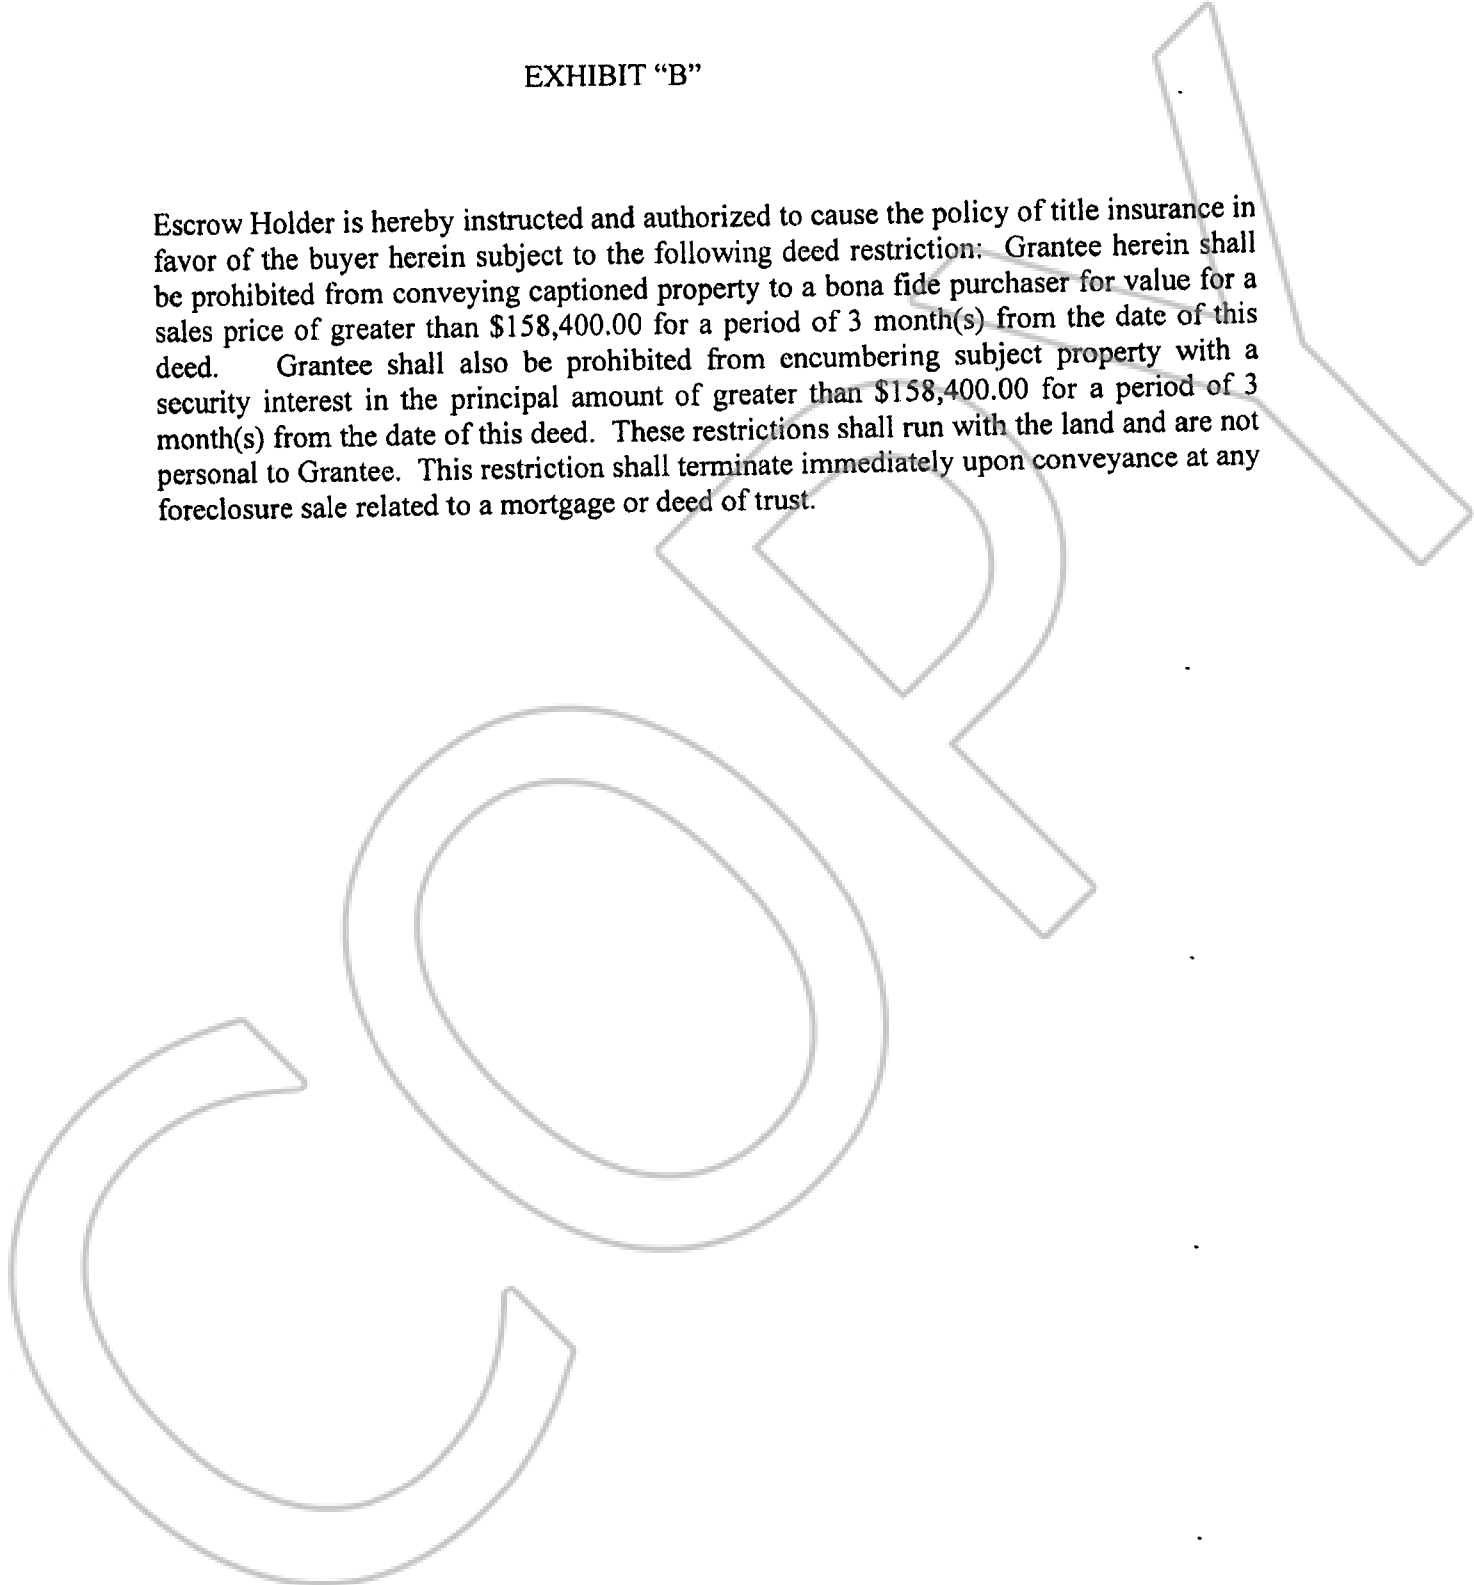 EXHIBIT “B”
Escrow Holder is hereby instructed and authorized to cause the policy of title insurance in
favor of the buyer herein subject to the following deed restriction: Grantee herein shall
be prohibited from conveying captioned property to a bona fide purchaser for value for a
sales price of greater than $158,400.00 for a period of 3 month(s) from the date of this
deed. Grantee shall also be prohibited from encumbering subject property with a
security interest in the principal amount of greater than $158,400.00 for a period of 3
month(s) from the date of this deed. These restrictions shall run with the land and are not
personal to Grantee. This restriction shall terminate immediately upon conveyance at any
foreclosure sale related to a mortgage or deed of trust.
COPY